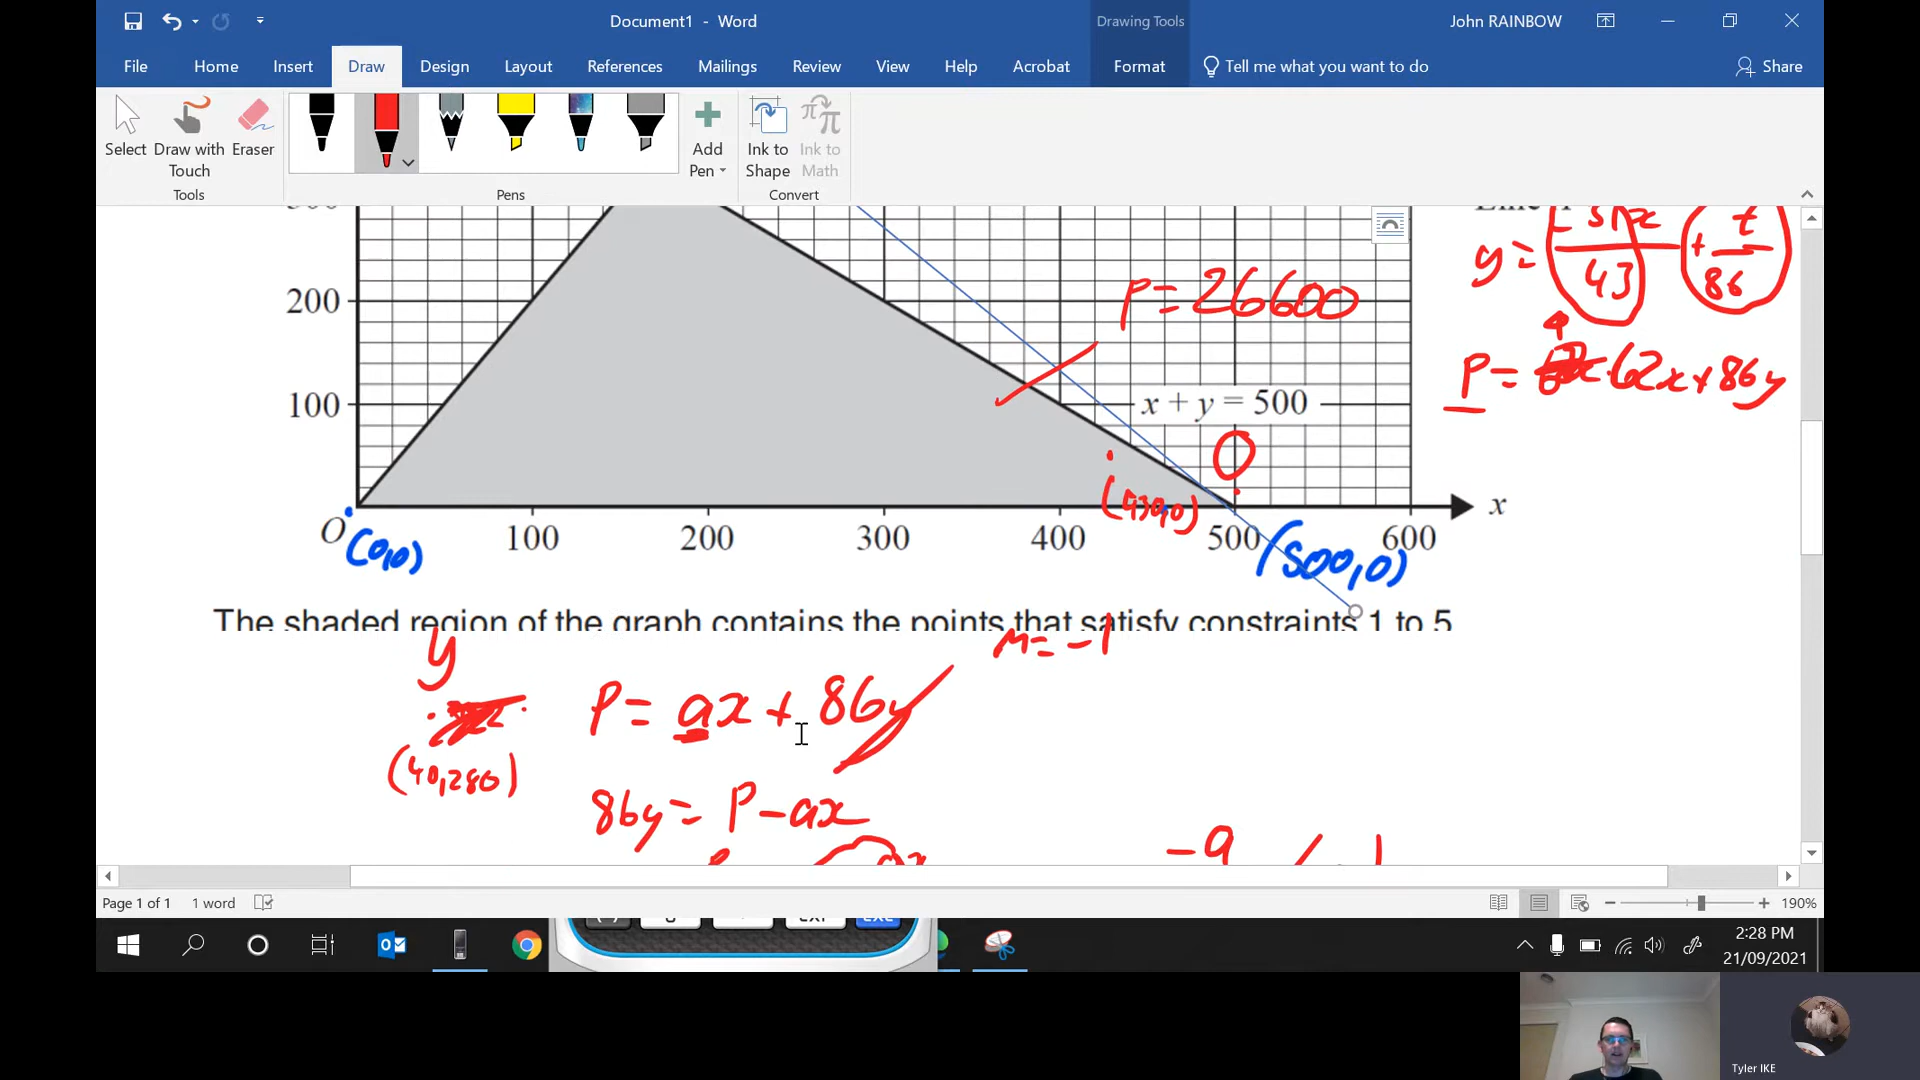 Document1 - Word
Drawing Tools
John RAINBOW
File
Home
Insert
Draw
Design
Layout
References
Mailings
Review
View
Help
Acrobat
Format
Tell me what you want to do
Share
Select
Draw with Touch
Eraser
Add Pen
Ink to Shape
Ink to Math
Tools
Pens
Convert
200
100
P= 26600
x + y = 500
(430,0)
x
O
100
200
300
400
500
600
(0,0)
(500,0)
y=
43
+ t/86
P= 62x+86y
The shaded region of the graph contains the points that satisfy constraints 1 to 5
m= -1
y
P= ax + 86y
(40,280)
86y= P-ax
Page 1 of 1
1 word
190%
2:28 PM
21/09/2021
Tyler IKE